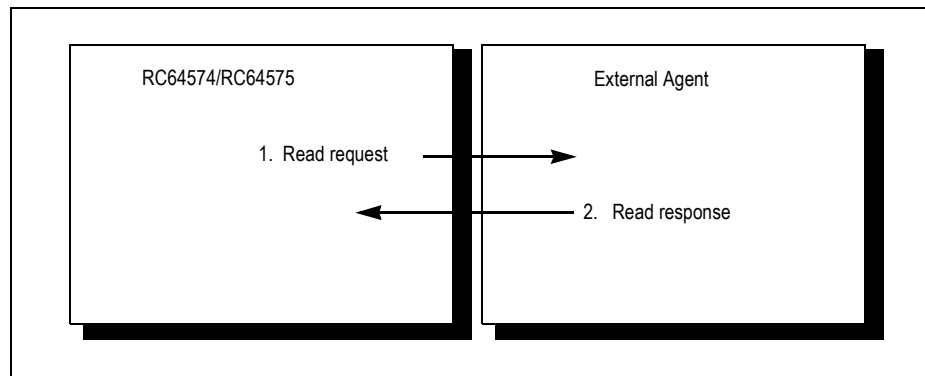 RC64574/RC64575
External Agent
1. Read request
2. Read response